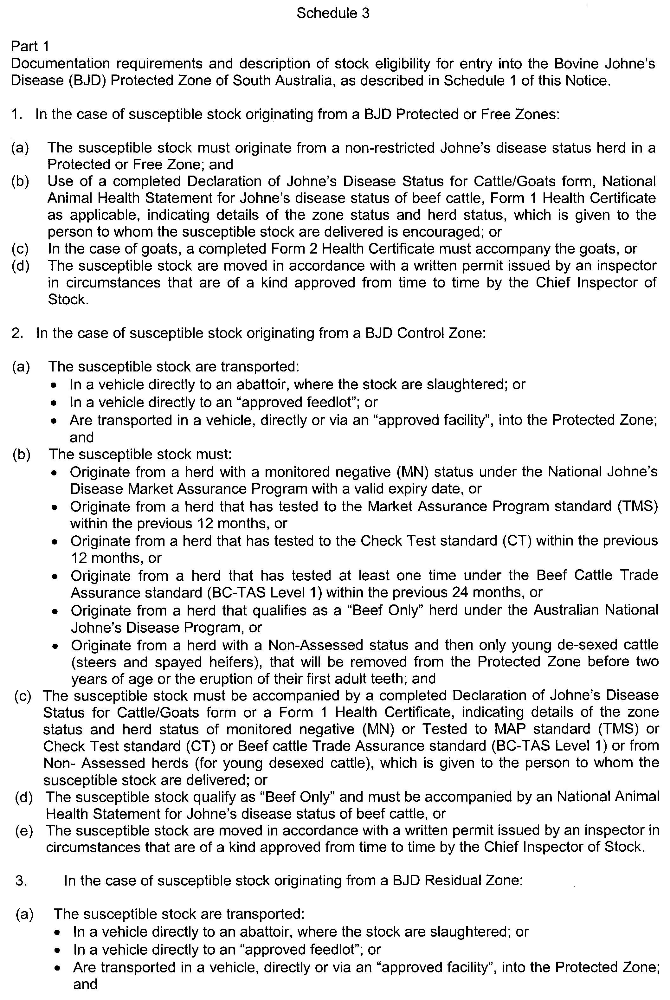 Schedule 3
Part 1
Documentation requirements and description of stock eligibility for entry into the Bovine Johne's
Disease (BJD) Protected Zone of South Australia, as described in Schedule 1 of this Notice.
1. In the case of susceptible stock originating from a BJD Protected or Free Zones:
(a) The susceptible stock must originate from a non-restricted Johne's disease status herd in a
Protected or Free Zone; and
(b) Use of a completed Declaration of Johne's Disease Status for Cattle/Goats form, National
Animal Health Statement for Johne's disease status of beef cattle, Form 1 Health Certificate
as applicable, indicating details of the zone status and herd status, which is given to the
person to whom the susceptible stock are delivered is encouraged; or
(c) In the case of goats, a completed Form 2 Health Certificate must accompany the goats, or
(d) The susceptible stock are moved in accordance with a written permit issued by an inspector
in circumstances that are of a kind approved from time to time by the Chief Inspector of
Stock.
2. In the case of susceptible stock originating from a BJD Control Zone:
(a) The susceptible stock are transported:
• In a vehicle directly to an abattoir, where the stock are slaughtered; or
• In a vehicle directly to an “approved feedlot”; or
• Are transported in a vehicle, directly or via an “approved facility”, into the Protected Zone;
and
(b) The susceptible stock must:
• Originate from a herd with a monitored negative (MN) status under the National Johne's
Disease Market Assurance Program with a valid expiry date, or
• Originate from a herd that has tested to the Market Assurance Program standard (TMS)
within the previous 12 months, or
• Originate from a herd that has tested to the Check Test standard (CT) within the previous
12 months, or
• Originate from a herd that has tested at least one time under the Beef Cattle Trade
Assurance standard (BC-TAS Level 1) within the previous 24 months, or
• Originate from a herd that qualifies as a “Beef Only” herd under the Australian National
Johne's Disease Program, or
• Originate from a herd with a Non-Assessed status and then only young de-sexed cattle
(steers and spayed heifers), that will be removed from the Protected Zone before two
years of age or the eruption of their first adult teeth; and
(c) The susceptible stock must be accompanied by a completed Declaration of Johne's Disease
Status for Cattle/Goats form or a Form 1 Health Certificate, indicating details of the zone
status and herd status of monitored negative (MN) or Tested to MAP standard (TMS) or
Check Test standard (CT) or Beef cattle Trade Assurance standard (BC-TAS Level 1) or from
Non- Assessed herds (for young desexed cattle), which is given to the person to whom the
susceptible stock are delivered; or
(d) The susceptible stock qualify as “Beef Only” and must be accompanied by an National Animal
Health Statement for Johne's disease status of beef cattle, or
(e) The susceptible stock are moved in accordance with a written permit issued by an inspector in
circumstances that are of a kind approved from time to time by the Chief Inspector of Stock.
3. In the case of susceptible stock originating from a BJD Residual Zone:
(a) The susceptible stock are transported:
• In a vehicle directly to an abattoir, where the stock are slaughtered; or
• In a vehicle directly to an “approved feedlot”; or
• Are transported in a vehicle, directly or via an “approved facility”, into the Protected Zone;
and